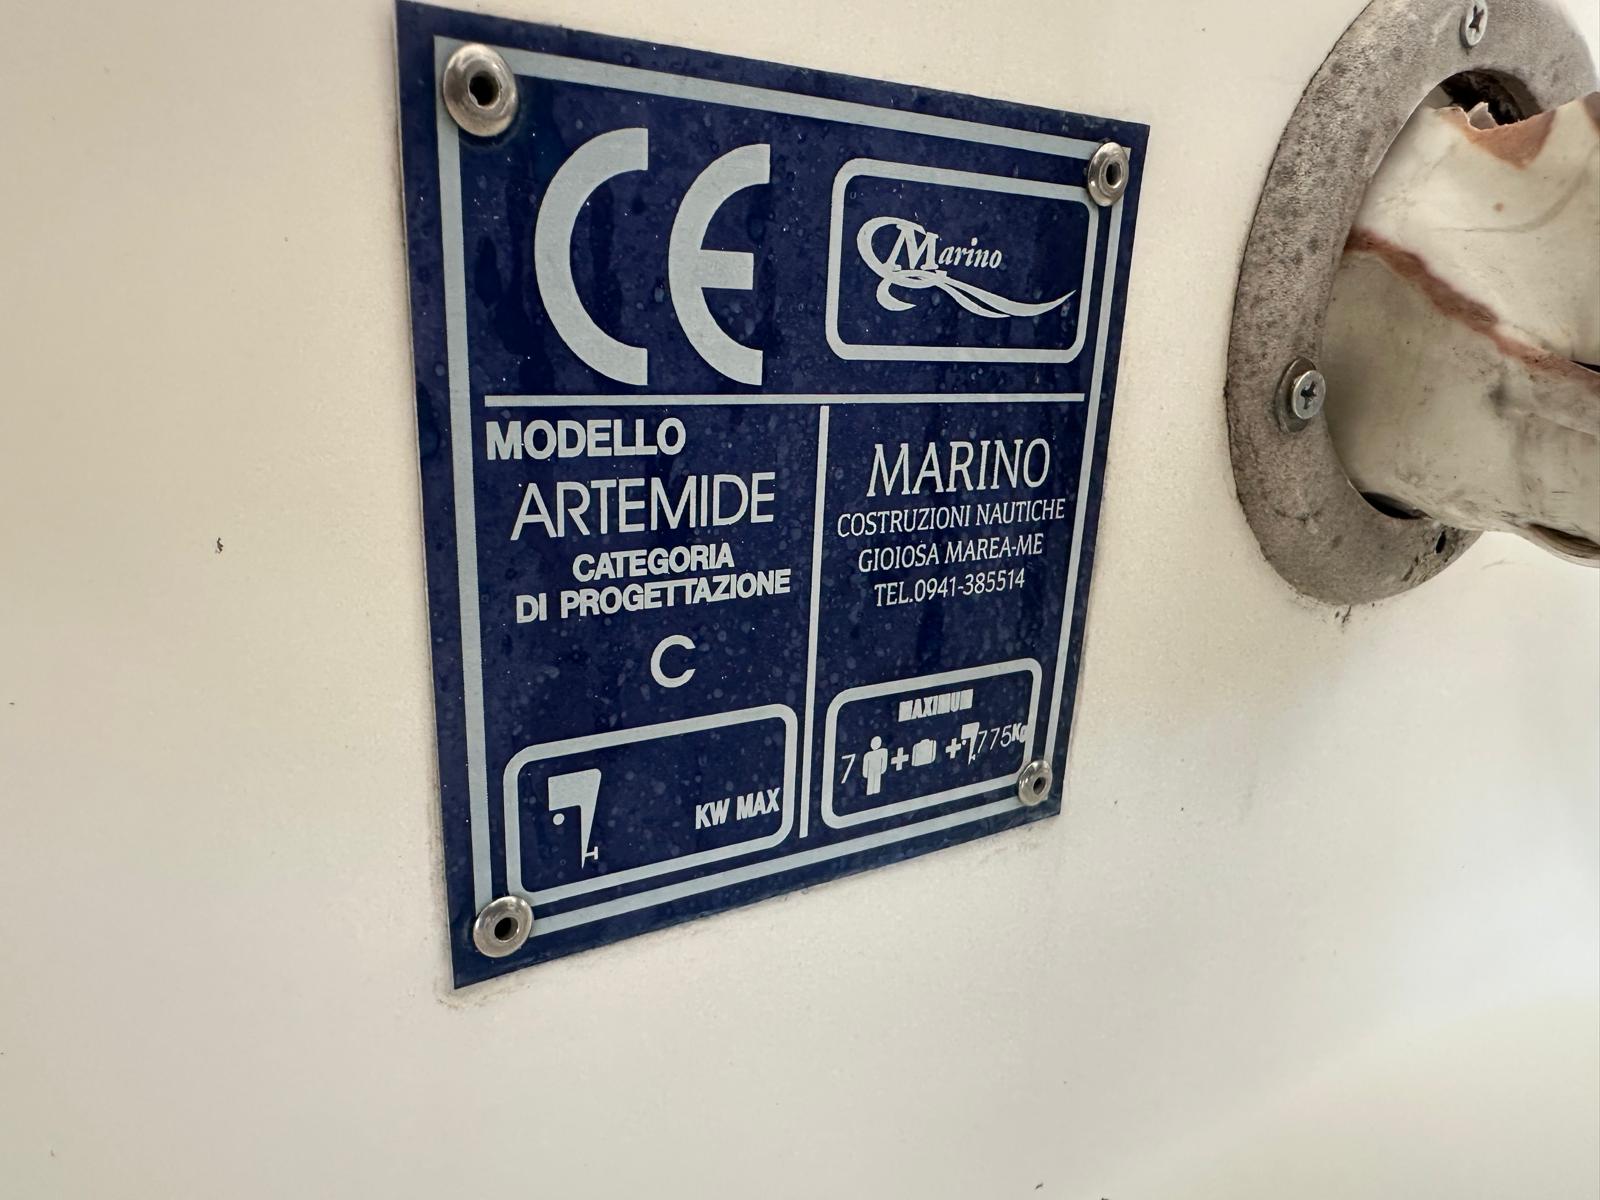 CE
Marino
MODELLO
ARTEMIDE
CATEGORIA
DI PROGETTAZIONE
C
KW MAX
MARINO
COSTRUZIONI NAUTICHE
GIOIOSA MAREA-ME
TEL.0941-385514
MAXIMUM
7 + + 775Kg